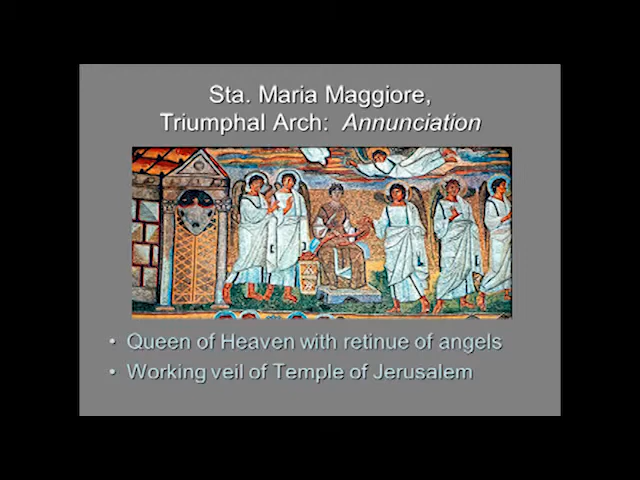 Sta. Maria Maggiore,
Triumphal Arch: Annunciation
• Queen of Heaven with retinue of angels
• Working veil of Temple of Jerusalem